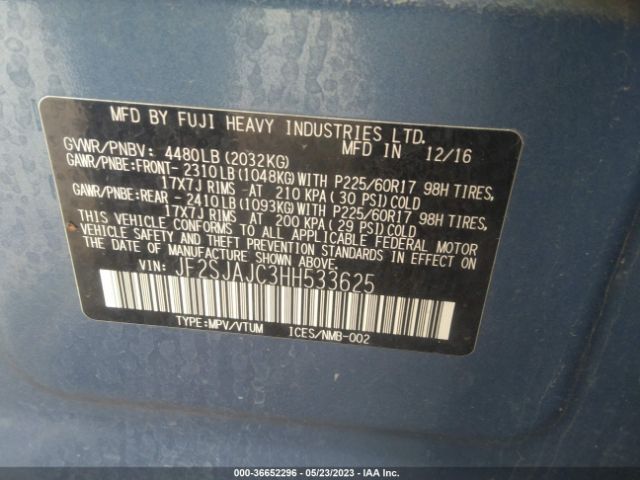 MFD BY FUJI HEAVY INDUSTRIES LTD.
GVWR/PNBV: 4480LB (2032KG) MFD IN 12/16
GAWR/PNBE:FRONT- 2310 LB (1048KG) WITH P225/60R17 98H TIRES,
17X7J RIMS AT 210 KPA ( 30 PSI) COLD
GAWR/PNBE:REAR - 2410 LB (1093KG) WITH P225/60R17 98H TIRES,
17X7J RIMS AT 200 KPA ( 29 PSI) COLD
THIS VEHICLE CONFORMS TO ALL APPLICABLE FEDERAL MOTOR
VEHICLE SAFETY AND THEFT PREVENTION STANDARDS IN EFFECT
ON THE DATE OF MANUFACTURE SHOWN ABOVE.
VIN: JF2SJAJC3HH533625
TYPE:MPV/VTUM ICES/NMB-002
©36652296 - 05/23/2023 - IAA Inc.